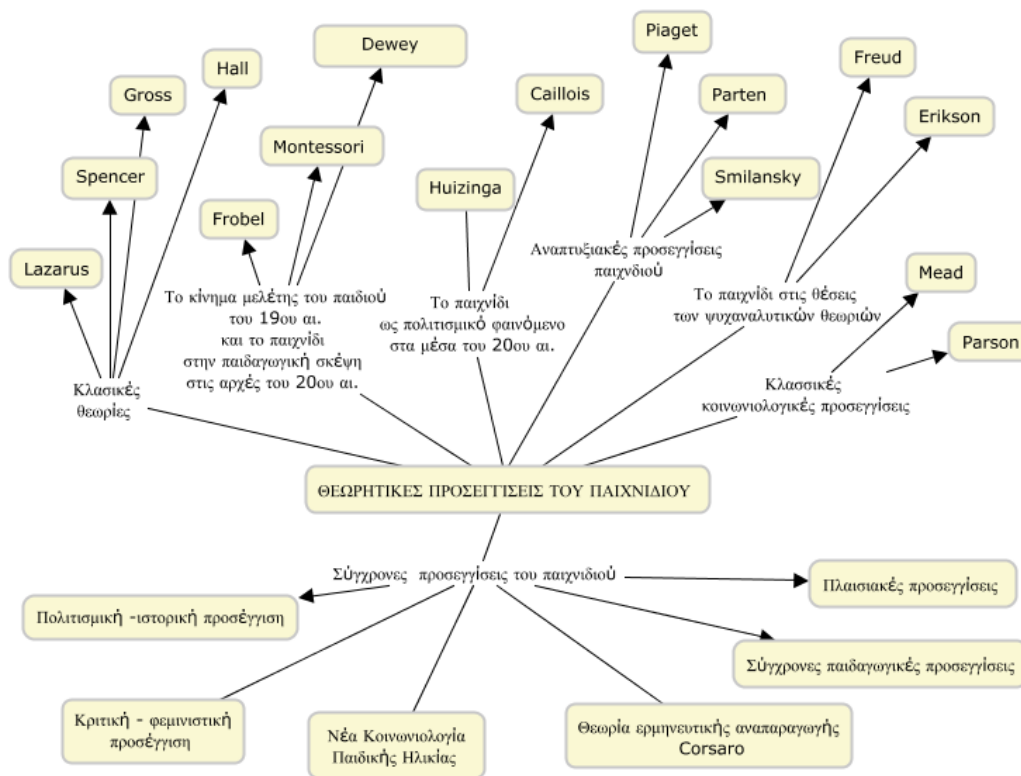 Dewey
Piaget
Hall
Freud
Gross
Caillois
Parten
Erikson
Montessori
Spencer
Huizinga
Smilansky
Frobel
Lazarus
Αναπτυξιακές προσεγγίσεις
παιχνδιού
Mead
Το κίνημα μελέτης του παιδιού
του 19ου αι.
και το παιχνίδι
στην παιδαγωγική σκέψη
στις αρχές του 20ου αι.
Το παιχνίδι
ως πολιτισμικό φαινόμενο
στα μέσα του 20ου αι.
Το παιχνίδι στις θέσεις
των ψυχαναλυτικών θεωριών
Parson
Κλασικές
θεωρίες
Κλασσικές
κοινωνιολογικές προσεγγίσεις
ΘΕΩΡΗΤΙΚΕΣ ΠΡΟΣΕΓΓΙΣΕΙΣ ΤΟΥ ΠΑΙΧΝΙΔΙΟΥ
Σύγχρονες προσεγγίσεις του παιχνιδιού
Πλαισιακές προσεγγίσεις
Πολιτισμική -ιστορική προσέγγιση
Σύγχρονες παιδαγωγικές προσεγγίσεις
Κριτική - φεμινιστική
προσέγγιση
Νέα Κοινωνιολογία
Παιδικής Ηλικίας
Θεωρία ερμηνευτικής αναπαραγωγής
Corsaro